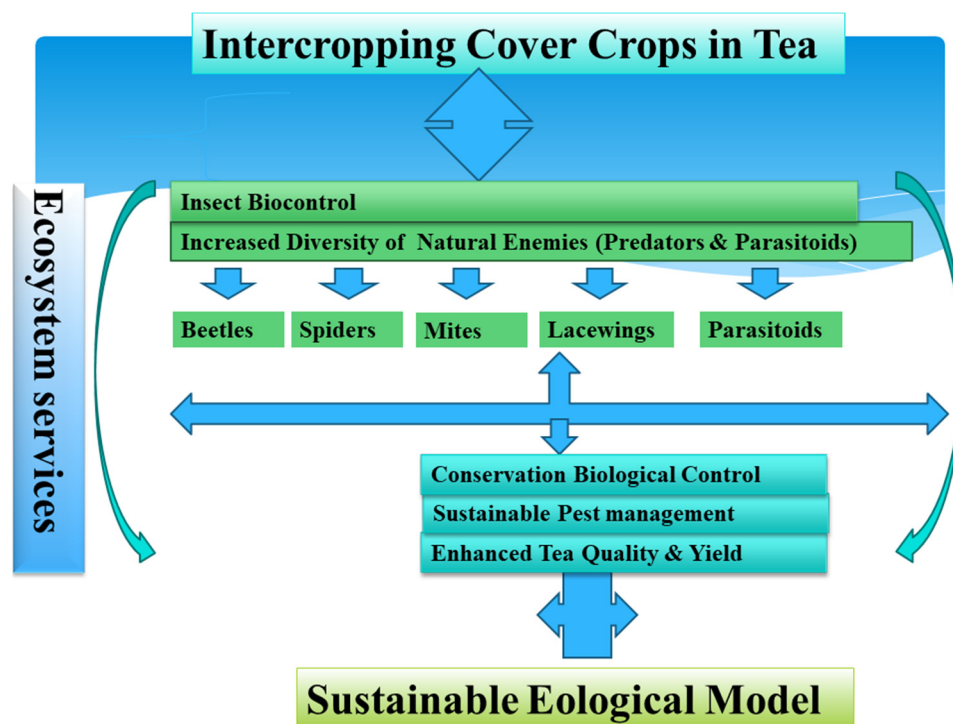 Intercropping Cover Crops in Tea
Ecosystem services
Insect Biocontrol
Increased Diversity of Natural Enemies (Predators & Parasitoids)
Beetles
Spiders
Mites
Lacewings
Parasitoids
Conservation Biological Control
Sustainable Pest management
Enhanced Tea Quality & Yield
Sustainable Eological Model